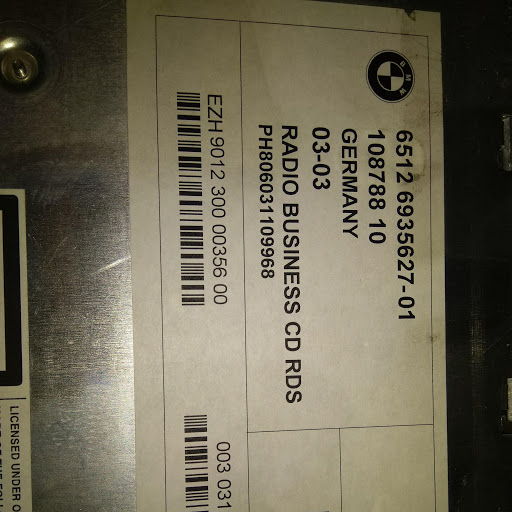 BMW
6512 6935627-01
108788 10
GERMANY
03-03
RADIO BUSINESS CD RDS
PH806031109968
EZH 9012 300 00356 00
003 031
LICENSED UNDER O